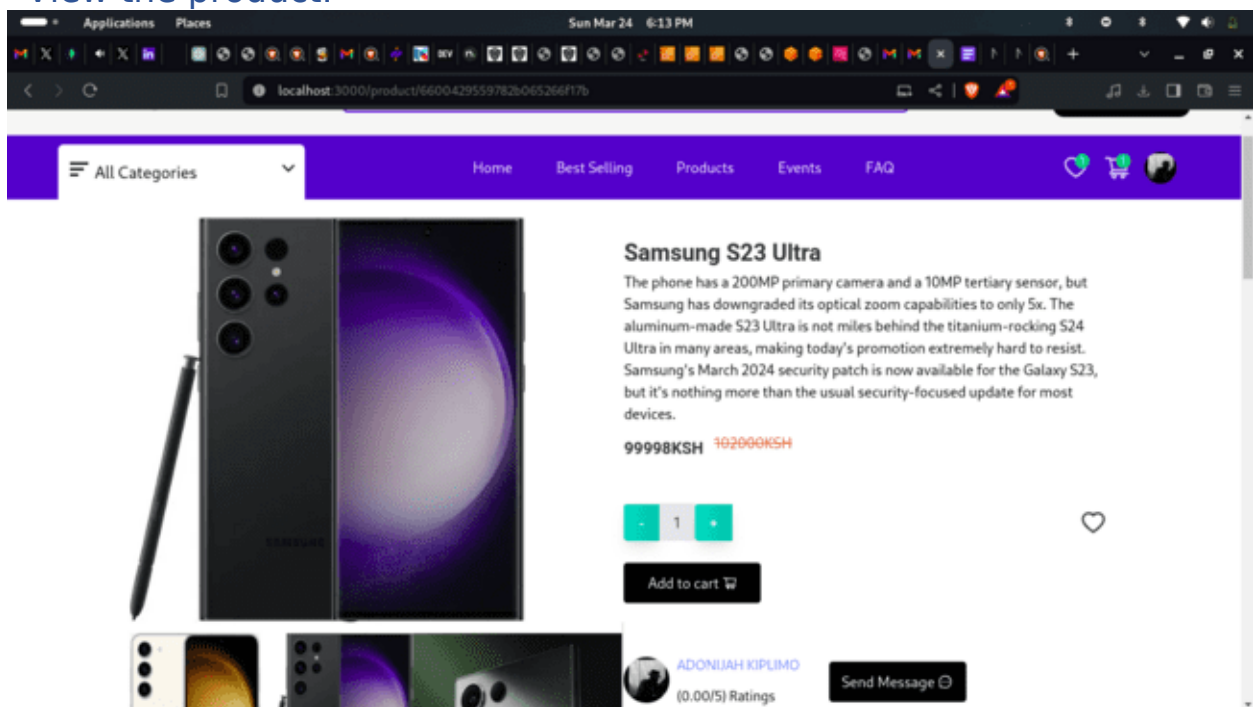 View the product.
Applications Places Sun Mar 24 6:13 PM
localhost:3000/product/6600429559782b065266f17b
All Categories Home Best Selling Products Events FAQ
Samsung S23 Ultra
The phone has a 200MP primary camera and a 10MP tertiary sensor, but
Samsung has downgraded its optical zoom capabilities to only 5x. The
aluminum-made S23 Ultra is not miles behind the titanium-rocking S24
Ultra in many areas, making today's promotion extremely hard to resist.
Samsung's March 2024 security patch is now available for the Galaxy S23,
but it's nothing more than the usual security-focused update for most
devices.
99998KSH 102000KSH
- 1 +
Add to cart
SAMSUNG
ADONIJAH KIPLIMO
(0.00/5) Ratings
Send Message